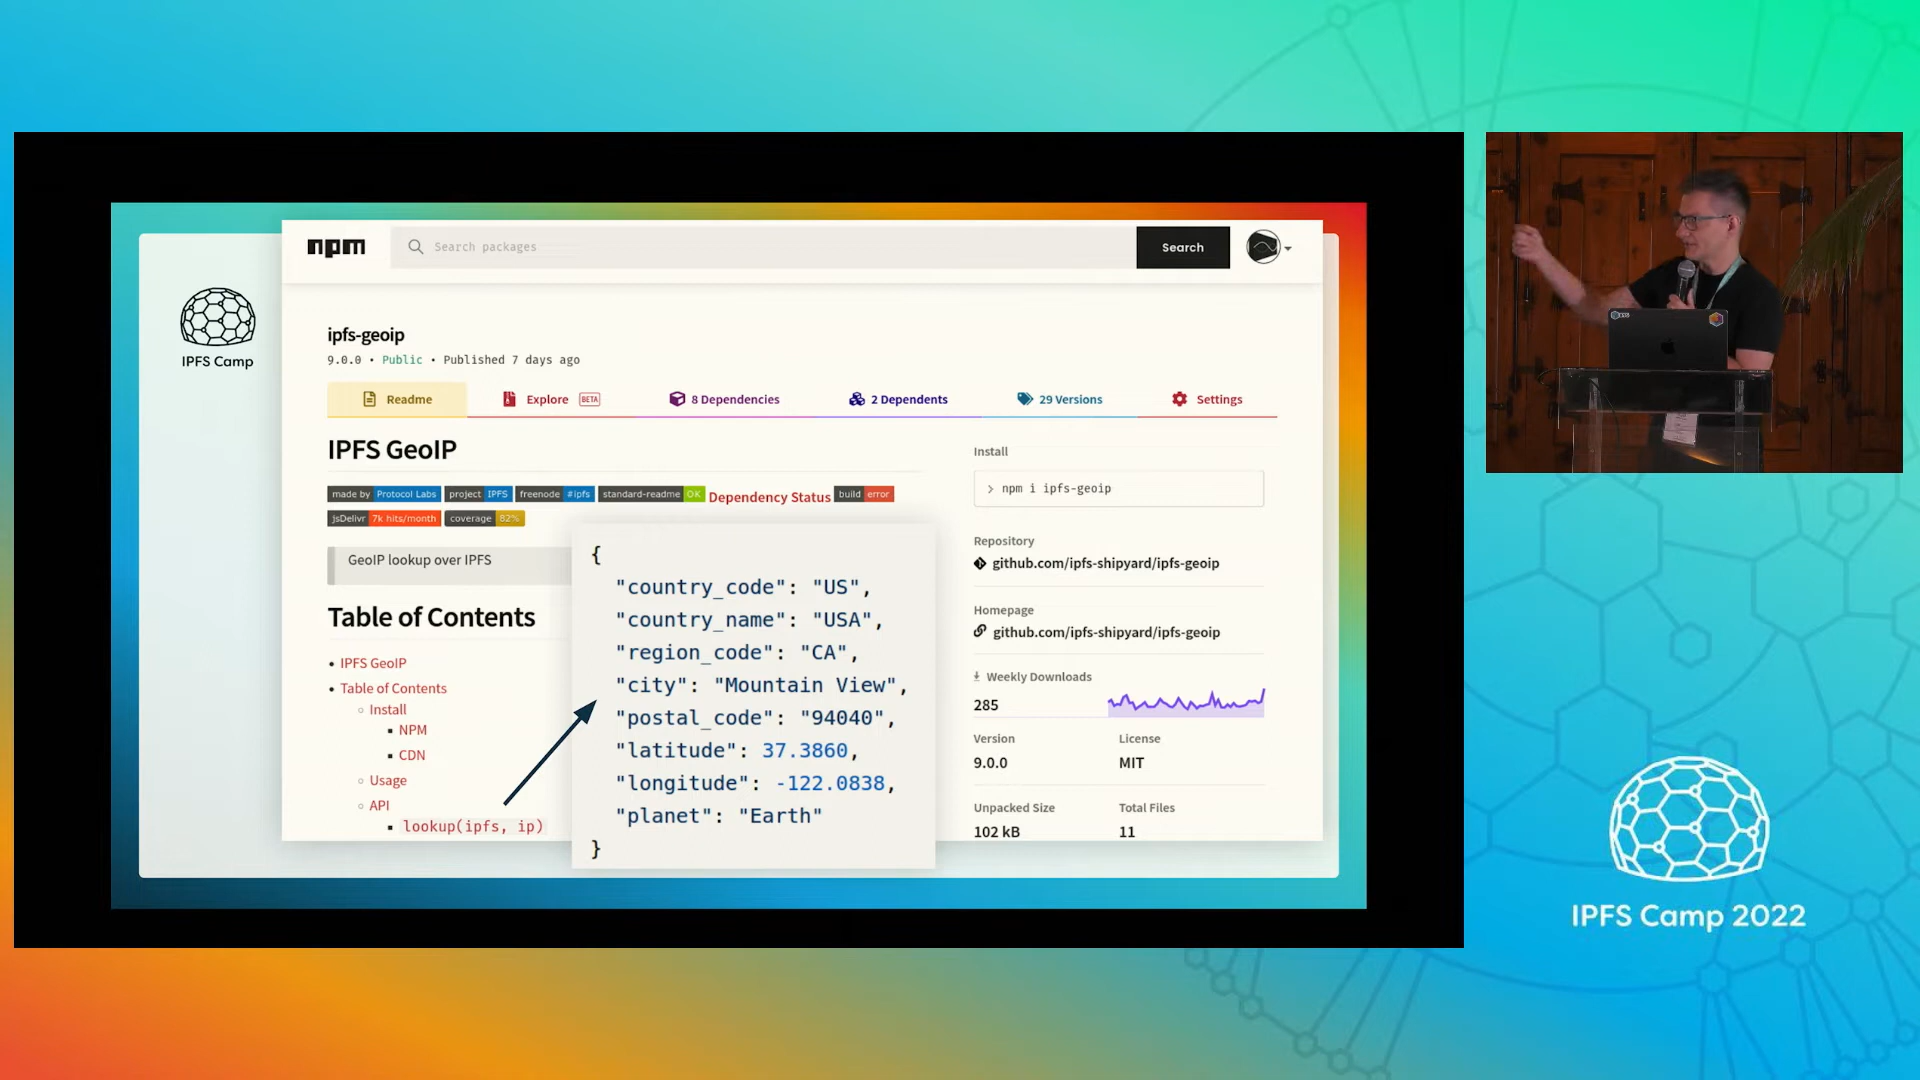 npm
Search packages
Search
IPFS Camp
ipfs-geoip
9.0.0 • Public • Published 7 days ago
Readme
Explore BETA
8 Dependencies
2 Dependents
29 Versions
Settings
IPFS GeoIP
made by Protocol Labs project IPFS freenode #ipfs standard-readme OK Dependency Status build error
jsDelivr 7k hits/month coverage 82%
GeoIP lookup over IPFS
Table of Contents
• IPFS GeoIP
• Table of Contents
Install
NPM
CDN
Usage
API
lookup(ipfs, ip)
{
"country_code": "US",
"country_name": "USA",
"region_code": "CA",
"city": "Mountain View",
"postal_code": "94040",
"latitude": 37.3860,
"longitude": -122.0838,
"planet": "Earth"
}
Install
> npm i ipfs-geoip
Repository
github.com/ipfs-shipyard/ipfs-geoip
Homepage
github.com/ipfs-shipyard/ipfs-geoip
Weekly Downloads
285
Version
License
9.0.0
MIT
Unpacked Size
Total Files
102 kB
11
IPFS Camp 2022